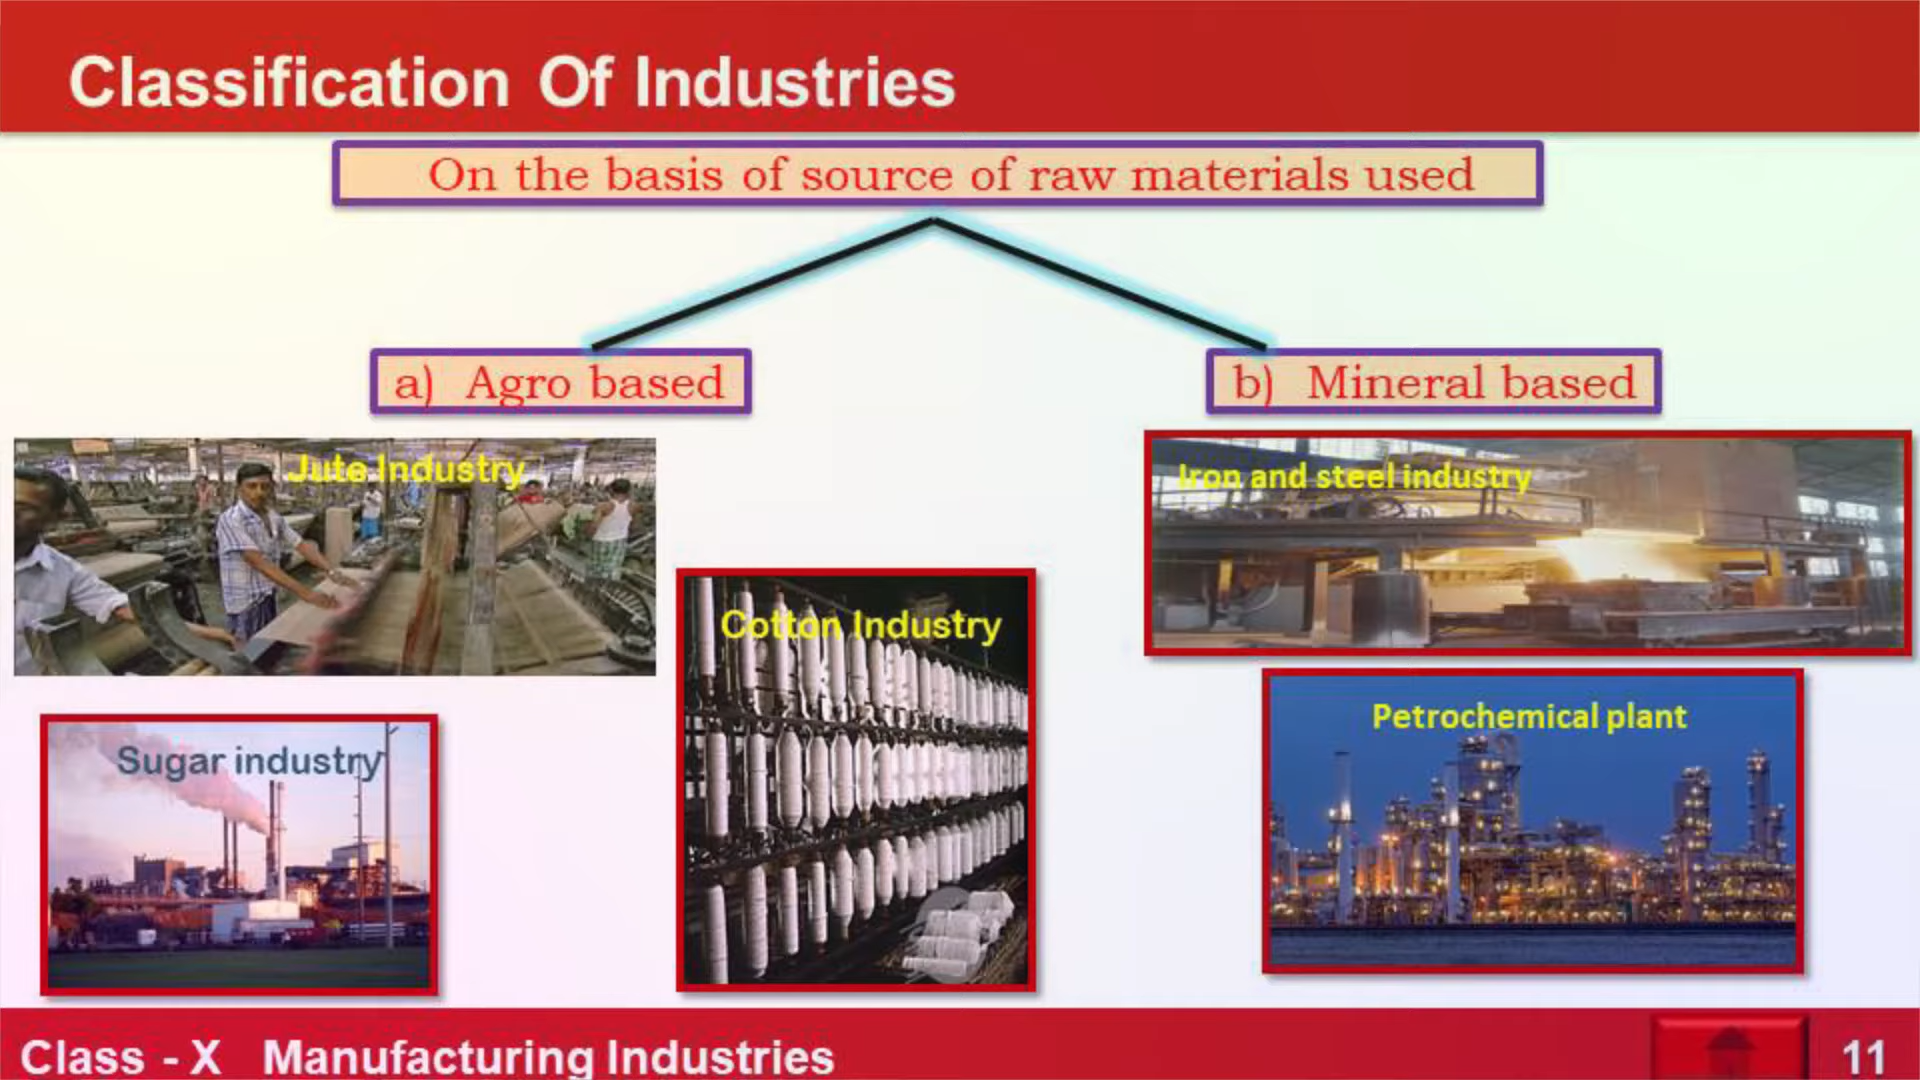 Classification Of Industries
On the basis of source of raw materials used
a) Agro based
b) Mineral based
Jute Industry
Iron and steel industry
Cotton Industry
Petrochemical plant
Sugar industry
Class - X Manufacturing Industries
11